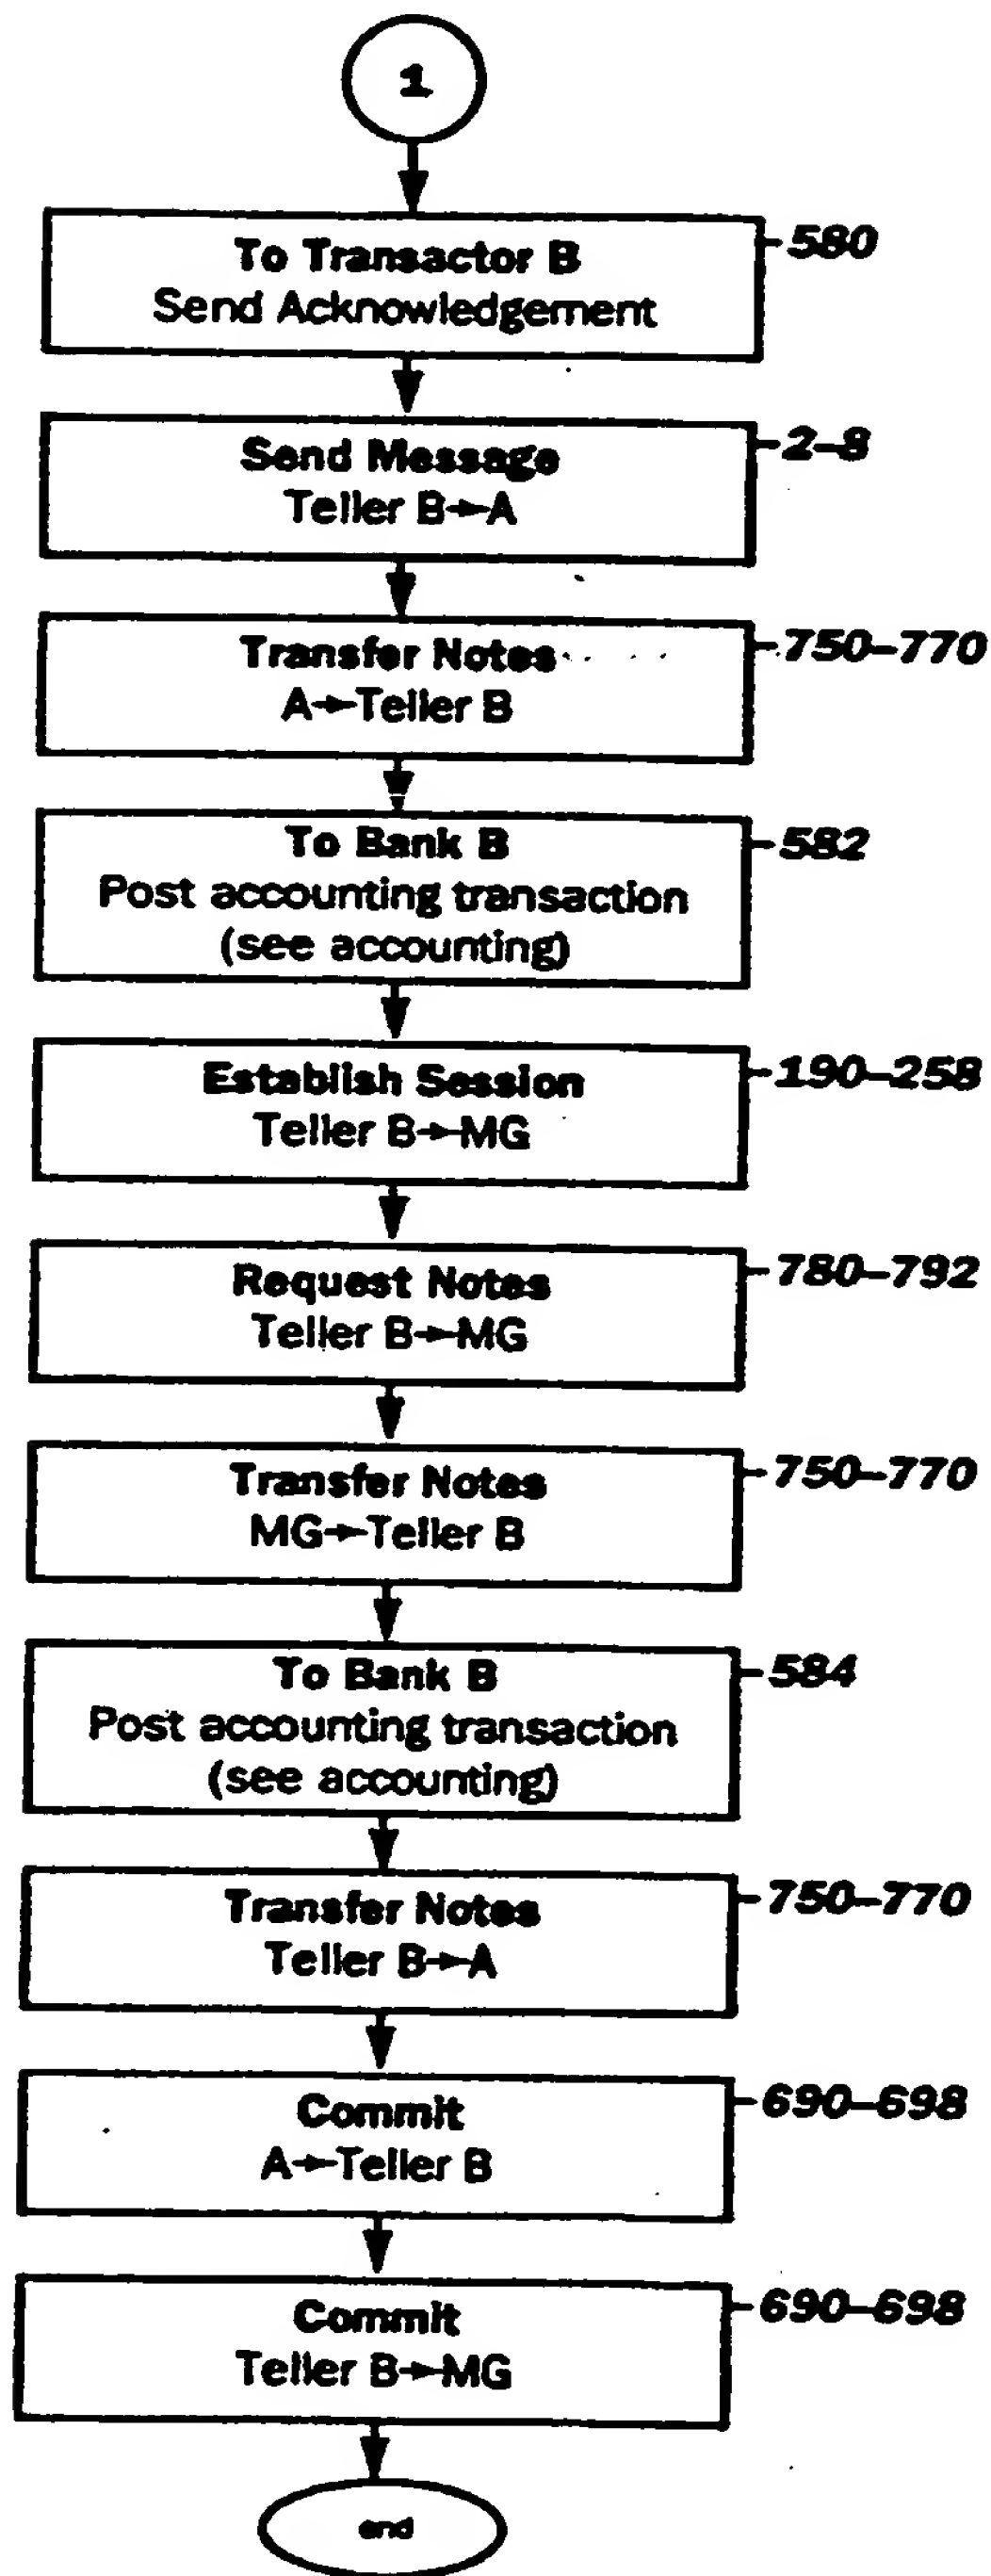 1
To Transactor B
Send Acknowledgement
580
Send Message
Teller B→A
2–8
Transfer Notes
A→Teller B
750–770
To Bank B
Post accounting transaction
(see accounting)
582
Establish Session
Teller B→MG
190–258
Request Notes
Teller B→MG
780–792
Transfer Notes
MG→Teller B
750–770
To Bank B
Post accounting transaction
(see accounting)
584
Transfer Notes
Teller B→A
750–770
Commit
A→Teller B
690–698
Commit
Teller B→MG
690–698
end